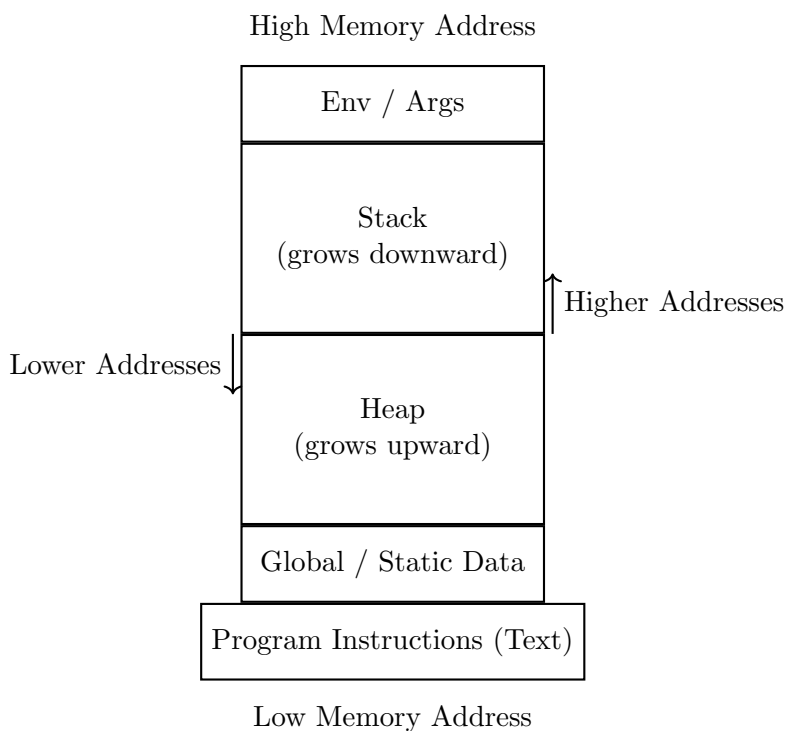 High Memory Address
Env / Args
Stack
(grows downward)
Higher Addresses
Lower Addresses
Heap
(grows upward)
Global / Static Data
Program Instructions (Text)
Low Memory Address